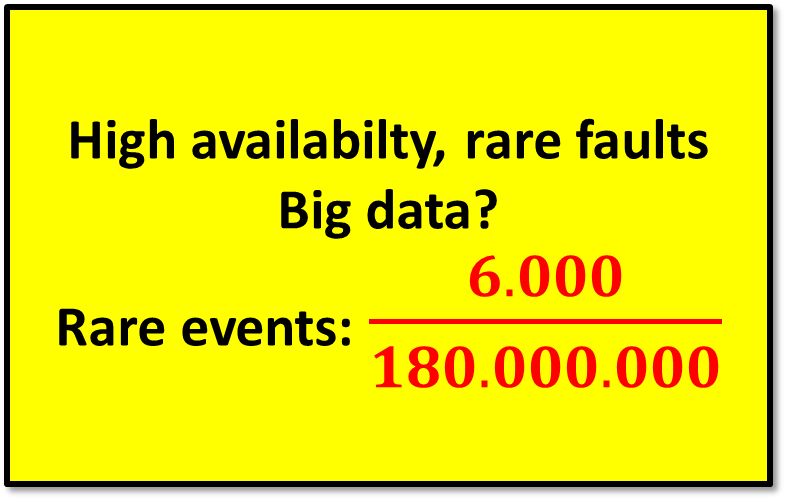 High availabilty, rare faults
Big data?
Rare events: 6.000
180.000.000